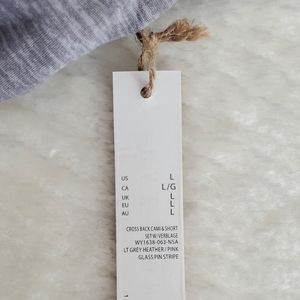 US L
CA L/G
UK L
EU L
AU L
CROSS BACK CAMI & SHORT
SET W/VERBIAGE
WY1638-063-NSA
LT GREY HEATHER / PINK
GLASS PIN STRIPE